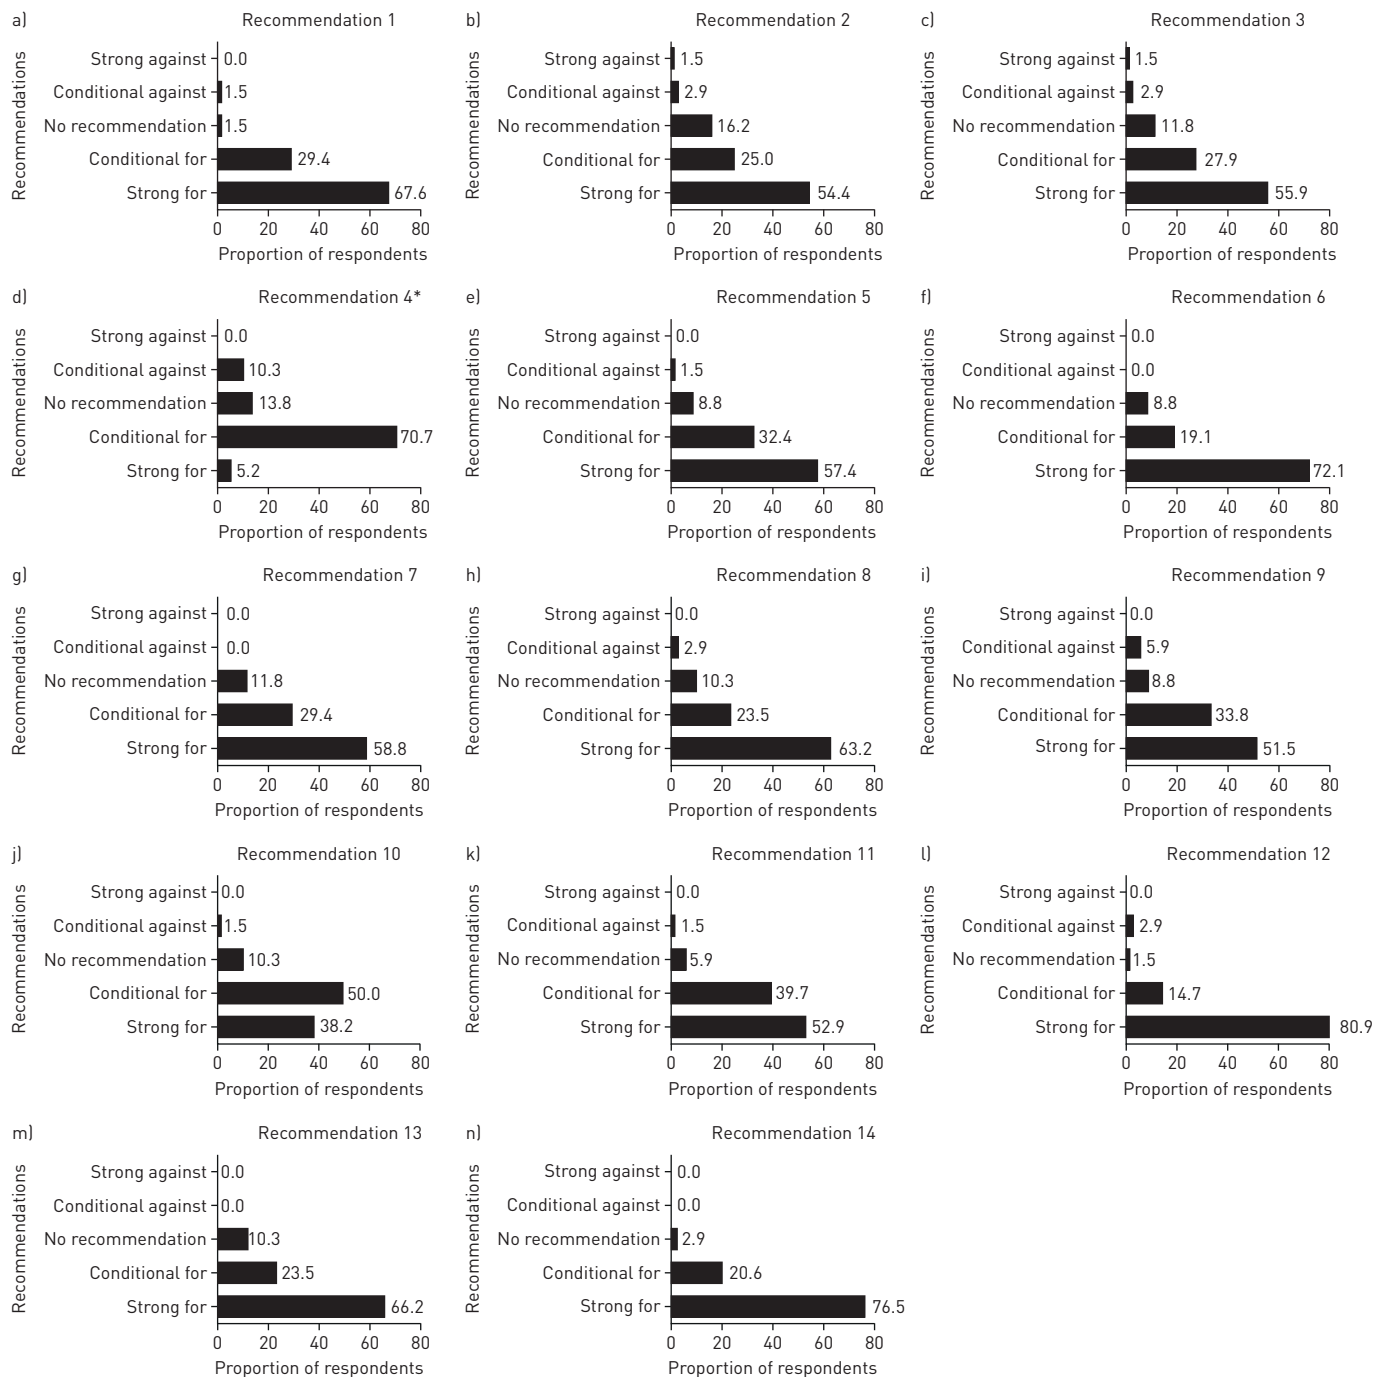 a) Recommendation 1
Recommendations
Strong against 0.0
Conditional against 1.5
No recommendation 1.5
Conditional for 29.4
Strong for 67.6
0 20 40 60 80
Proportion of respondents
b) Recommendation 2
Recommendations
Strong against 1.5
Conditional against 2.9
No recommendation 16.2
Conditional for 25.0
Strong for 54.4
0 20 40 60 80
Proportion of respondents
c) Recommendation 3
Recommendations
Strong against 1.5
Conditional against 2.9
No recommendation 11.8
Conditional for 27.9
Strong for 55.9
0 20 40 60 80
Proportion of respondents
d) Recommendation 4*
Recommendations
Strong against 0.0
Conditional against 10.3
No recommendation 13.8
Conditional for 70.7
Strong for 5.2
0 20 40 60 80
Proportion of respondents
e) Recommendation 5
Recommendations
Strong against 0.0
Conditional against 1.5
No recommendation 8.8
Conditional for 32.4
Strong for 57.4
0 20 40 60 80
Proportion of respondents
f) Recommendation 6
Recommendations
Strong against 0.0
Conditional against 0.0
No recommendation 8.8
Conditional for 19.1
Strong for 72.1
0 20 40 60 80
Proportion of respondents
g) Recommendation 7
Recommendations
Strong against 0.0
Conditional against 0.0
No recommendation 11.8
Conditional for 29.4
Strong for 58.8
0 20 40 60 80
Proportion of respondents
h) Recommendation 8
Recommendations
Strong against 0.0
Conditional against 2.9
No recommendation 10.3
Conditional for 23.5
Strong for 63.2
0 20 40 60 80
Proportion of respondents
i) Recommendation 9
Recommendations
Strong against 0.0
Conditional against 5.9
No recommendation 8.8
Conditional for 33.8
Strong for 51.5
0 20 40 60 80
Proportion of respondents
j) Recommendation 10
Recommendations
Strong against 0.0
Conditional against 1.5
No recommendation 10.3
Conditional for 50.0
Strong for 38.2
0 20 40 60 80
Proportion of respondents
k) Recommendation 11
Recommendations
Strong against 0.0
Conditional against 1.5
No recommendation 5.9
Conditional for 39.7
Strong for 52.9
0 20 40 60 80
Proportion of respondents
l) Recommendation 12
Recommendations
Strong against 0.0
Conditional against 2.9
No recommendation 1.5
Conditional for 14.7
Strong for 80.9
0 20 40 60 80
Proportion of respondents
m) Recommendation 13
Recommendations
Strong against 0.0
Conditional against 0.0
No recommendation 10.3
Conditional for 23.5
Strong for 66.2
0 20 40 60 80
Proportion of respondents
n) Recommendation 14
Recommendations
Strong against 0.0
Conditional against 0.0
No recommendation 2.9
Conditional for 20.6
Strong for 76.5
0 20 40 60 80
Proportion of respondents